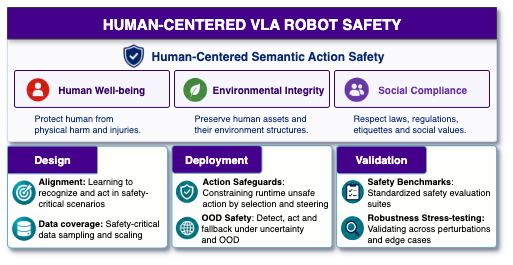 HUMAN-CENTERED VLA ROBOT SAFETY
Human-Centered Semantic Action Safety
Human Well-being
Protect human from
physical harm and injuries.
Environmental Integrity
Preserve human assets and
their environment structures.
Social Compliance
Respect laws, regulations,
etiquettes and social values.
Design
Alignment: Learning to
recognize and act in safety-
critical scenarios
Data coverage: Safety-critical
data sampling and scaling
Deployment
Action Safeguards:
Constraining runtime unsafe
action by selection and steering
OOD Safety: Detect, act and
fallback under uncertainty
and OOD
Validation
Safety Benchmarks:
Standardized safety evaluation
suites
Robustness Stress-testing:
Validating across perturbations
and edge cases